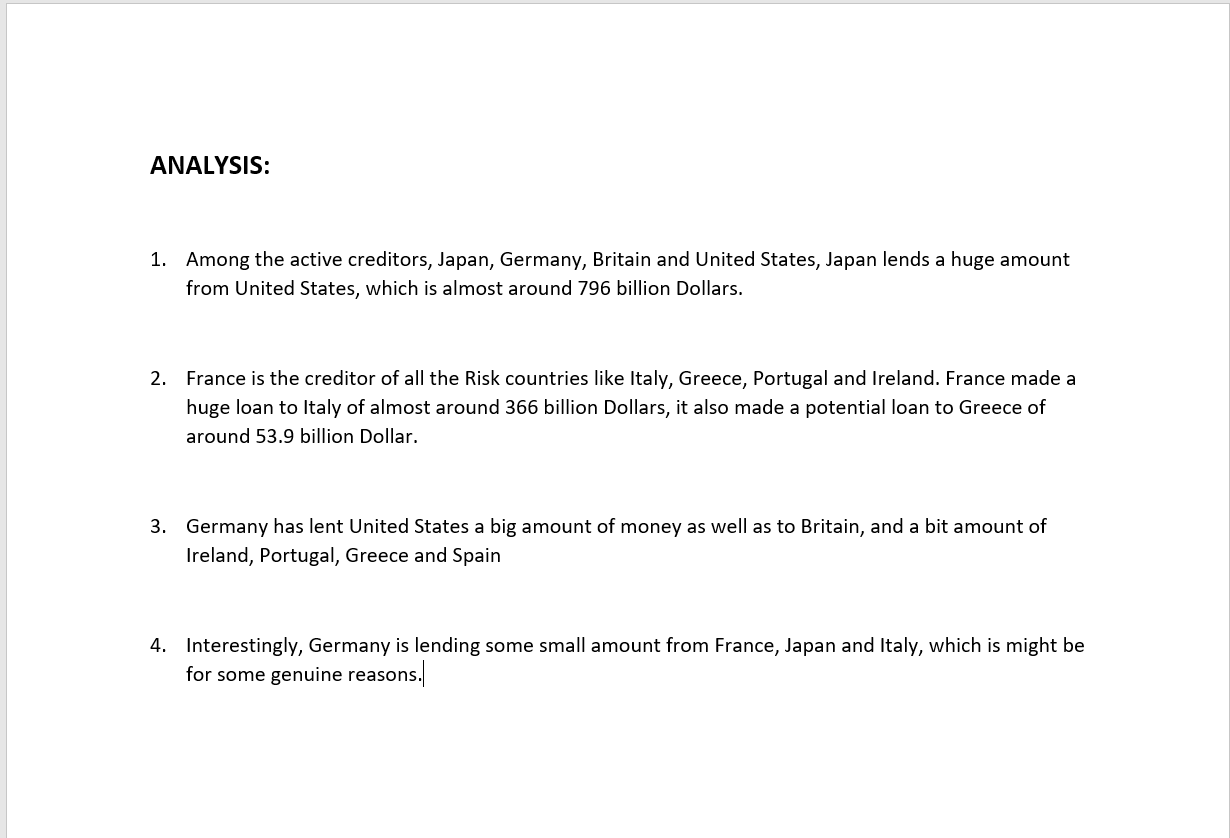 ANALYSIS:
1. Among the active creditors, Japan, Germany, Britain and United States, Japan lends a huge amount
from United States, which is almost around 796 billion Dollars.
2. France is the creditor of all the Risk countries like Italy, Greece, Portugal and Ireland. France made a
huge loan to Italy of almost around 366 billion Dollars, it also made a potential loan to Greece of
around 53.9 billion Dollar.
3. Germany has lent United States a big amount of money as well as to Britain, and a bit amount of
Ireland, Portugal, Greece and Spain
4. Interestingly, Germany is lending some small amount from France, Japan and Italy, which is might be
for some genuine reasons.